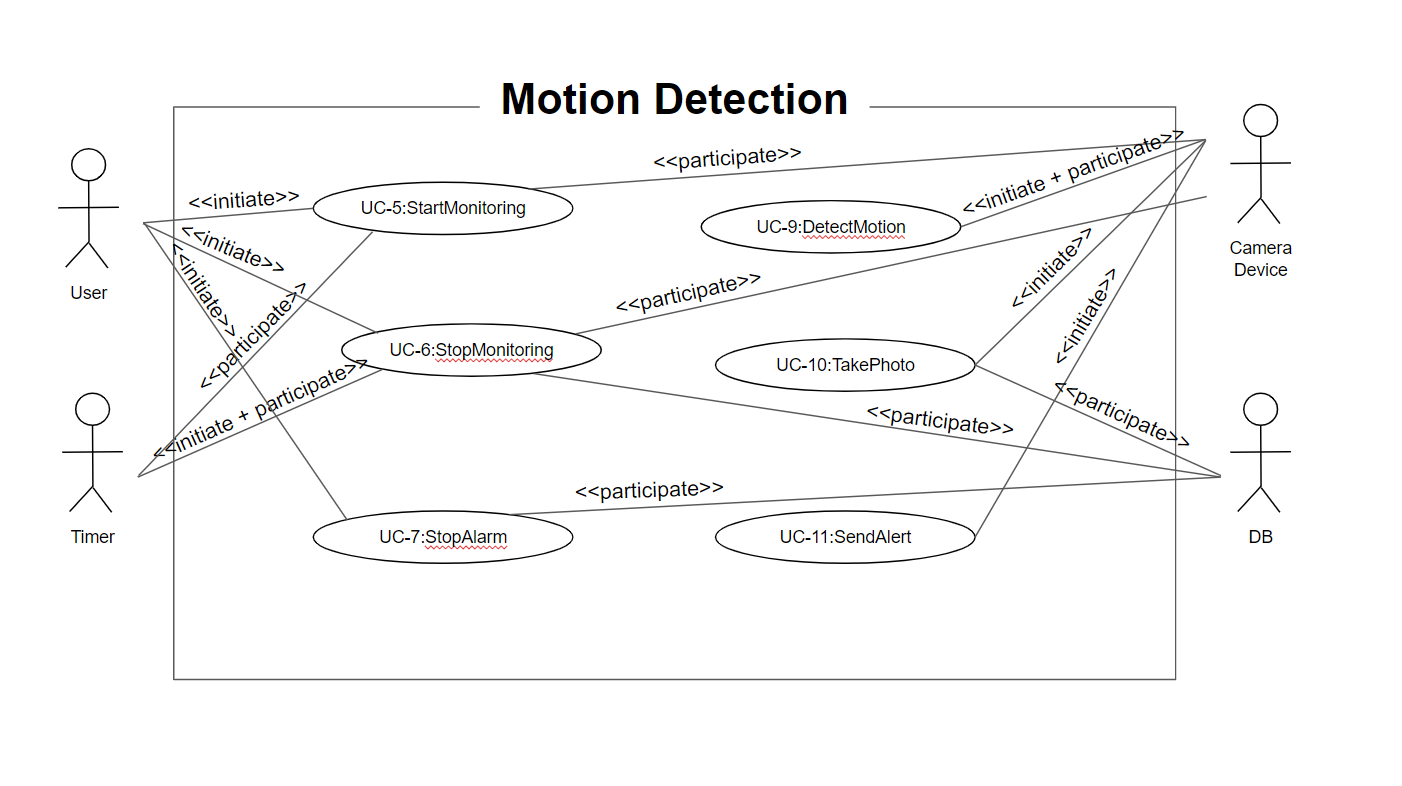 Motion Detection
<<participate>>
<<initiate + participate>>
<<initiate>>
UC-5:StartMonitoring
UC-9:DetectMotion
<<initiate>>
<<initiate>>
<<participate>>
<<participate>>
<<initiate>>
<<initiate>>
Camera
Device
User
UC-6:StopMonitoring
UC-10:TakePhoto
<<initiate + participate>>
<<participate>>
<<participate>>
<<participate>>
Timer
UC-7:StopAlarm
UC-11:SendAlert
DB